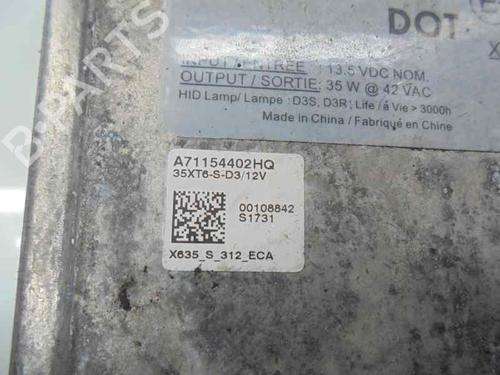 DOT
INPUT / ENTREE : 13.5 VDC NOM.
OUTPUT / SORTIE: 35 W @ 42 VAC
HID Lamp/ Lampe : D3S, D3R; Life / á Vie > 3000h
Made in China / Fabriqué en Chine
A71154402HQ
35XT6-S-D3/12V
00108842
S1731
X635_S_312_ECA